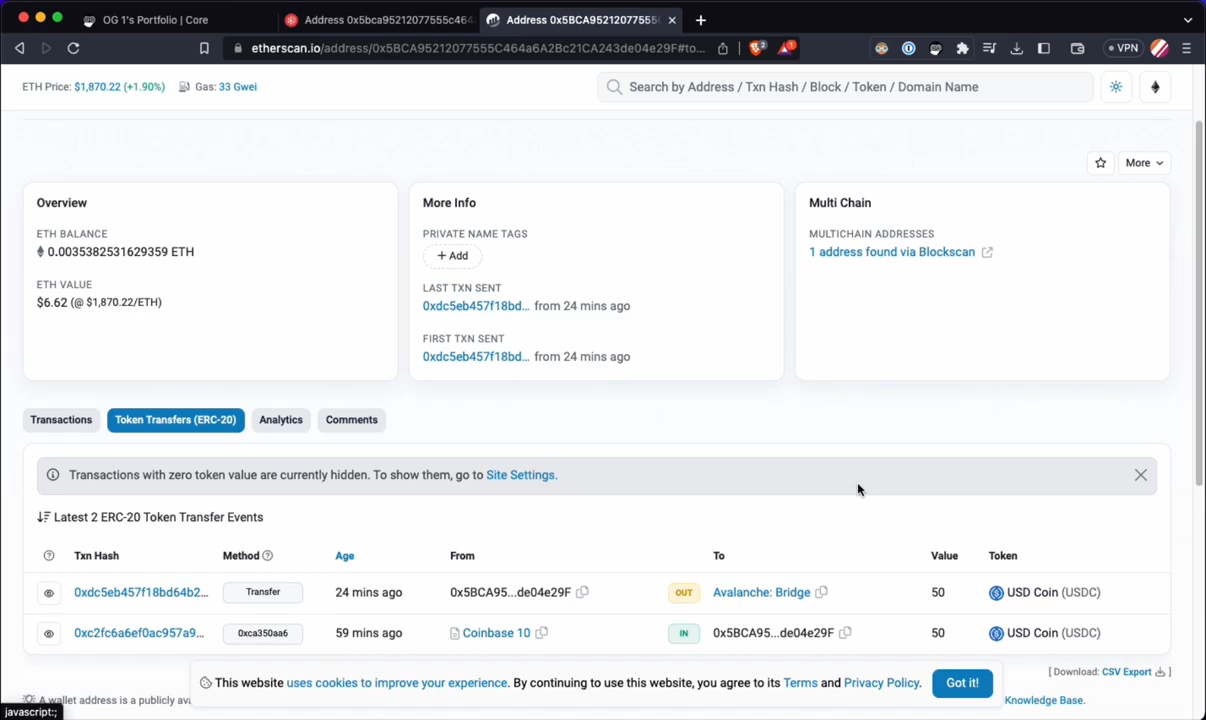 OG 1's Portfolio | Core
Address 0x5bca95212077555c464
Address 0x5BCA95212077555
etherscan.io/address/0x5BCA95212077555C464a6A2Bc21CA243de04e29F#to...
2
1
VPN
ETH Price: $1,870.22 (+1.90%)
Gas: 33 Gwei
Search by Address / Txn Hash / Block / Token / Domain Name
More
Overview
ETH BALANCE
0.0035382531629359 ETH
ETH VALUE
$6.62 (@ $1,870.22/ETH)
More Info
PRIVATE NAME TAGS
+ Add
LAST TXN SENT
0xdc5eb457f18bd... from 24 mins ago
FIRST TXN SENT
0xdc5eb457f18bd... from 24 mins ago
Multi Chain
MULTICHAIN ADDRESSES
1 address found via Blockscan
Transactions
Token Transfers (ERC-20)
Analytics
Comments
Transactions with zero token value are currently hidden. To show them, go to Site Settings.
Latest 2 ERC-20 Token Transfer Events
Txn Hash Method Age From To Value Token
0xdc5eb457f18bd64b2... Transfer 24 mins ago 0x5BCA95...de04e29F OUT Avalanche: Bridge 50 USD Coin (USDC)
0xc2fc6a6ef0ac957a9... 0xca350aa6 59 mins ago Coinbase 10 IN 0x5BCA95...de04e29F 50 USD Coin (USDC)
[ Download: CSV Export ]
This website uses cookies to improve your experience. By continuing to use this website, you agree to its Terms and Privacy Policy.
Got it!
A wallet address is a publicly ava
Knowledge Base.
javascript:;